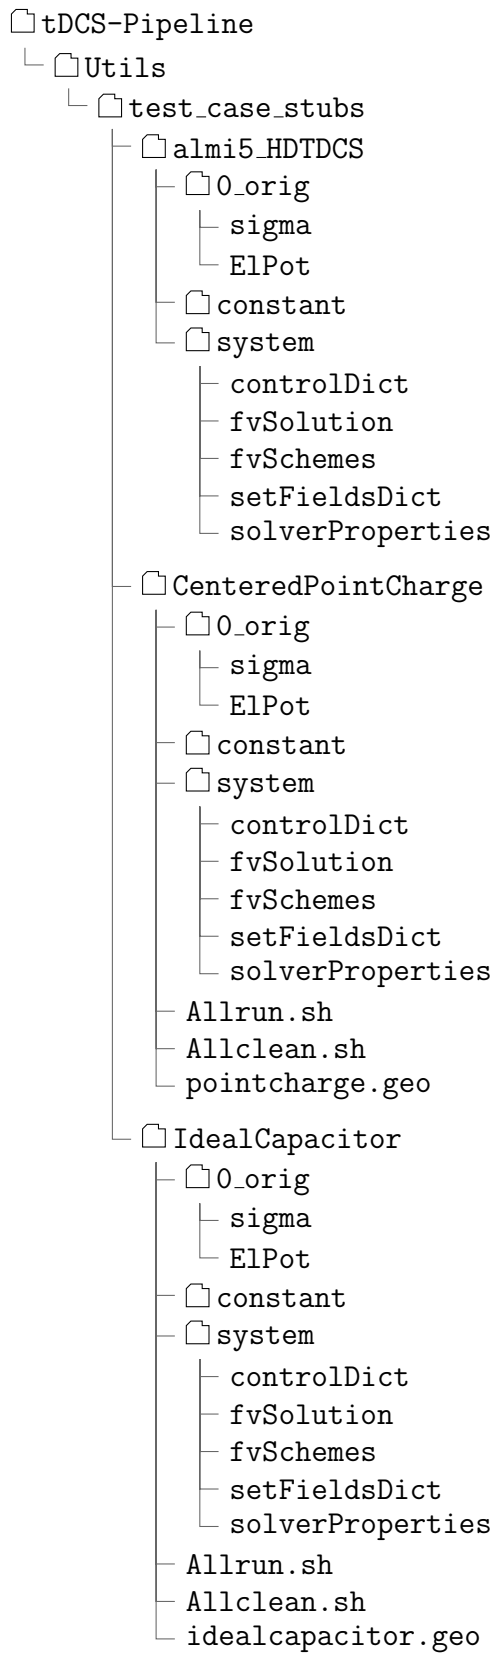 tDCS-Pipeline
Utils
test_case_stubs
almi5_HDTDCS
0_orig
sigma
ElPot
constant
system
controlDict
fvSolution
fvSchemes
setFieldsDict
solverProperties
CenteredPointCharge
0_orig
sigma
ElPot
constant
system
controlDict
fvSolution
fvSchemes
setFieldsDict
solverProperties
Allrun.sh
Allclean.sh
pointcharge.geo
IdealCapacitor
0_orig
sigma
ElPot
constant
system
controlDict
fvSolution
fvSchemes
setFieldsDict
solverProperties
Allrun.sh
Allclean.sh
idealcapacitor.geo